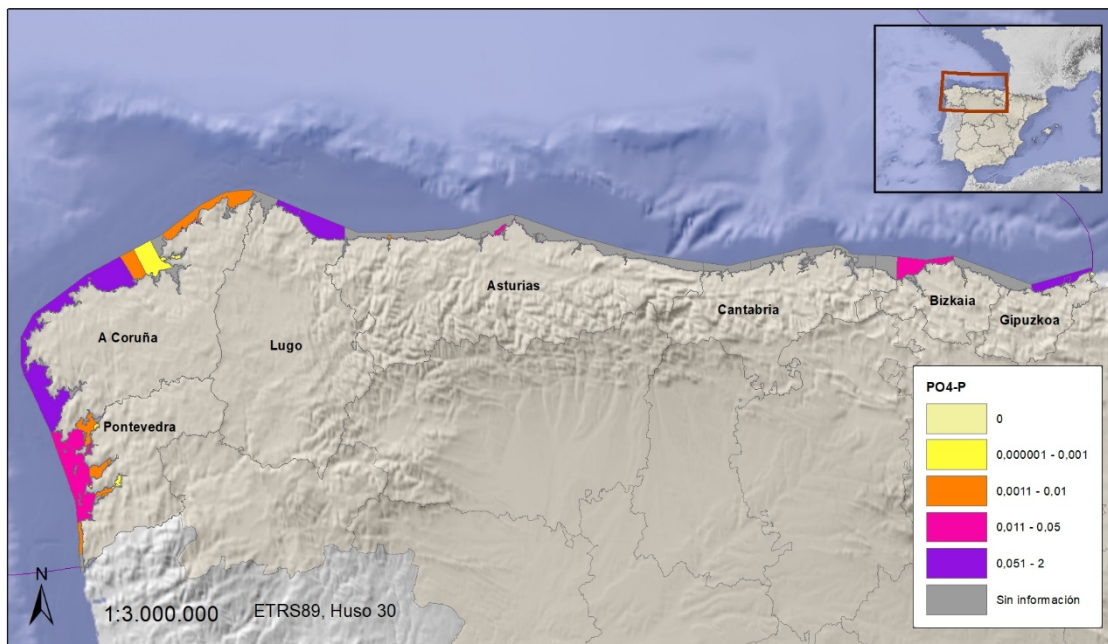 A Coruña
Lugo
Asturias
Cantabria
Bizkaia
Gipuzkoa
Pontevedra
PO4-P
0
0,000001 - 0,001
0,0011 - 0,01
0,011 - 0,05
0,051 - 2
Sin información
N
1:3.000.000
ETRS89, Huso 30